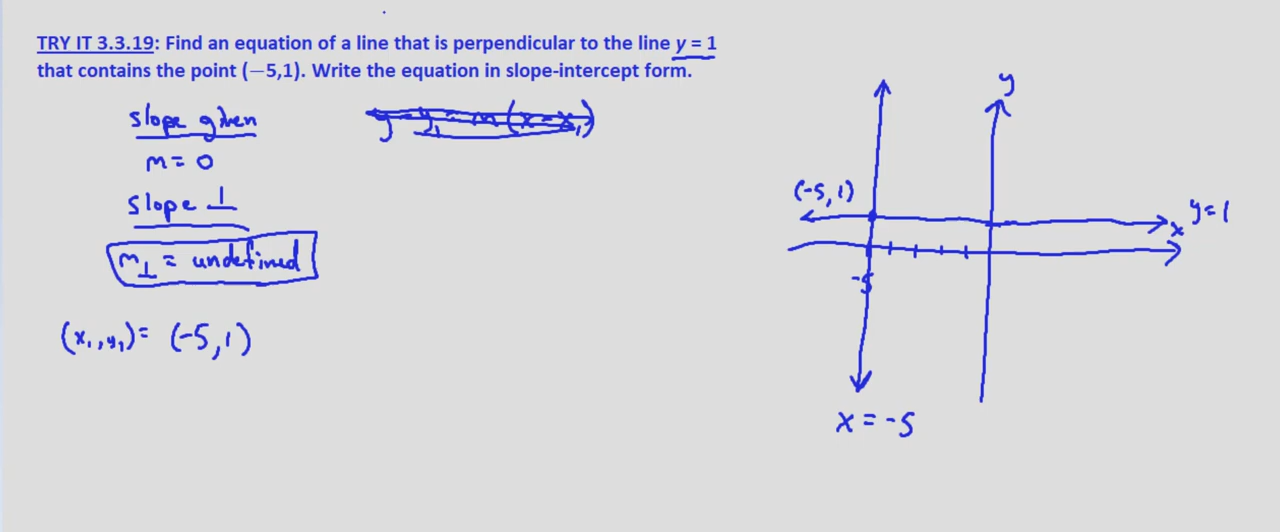 TRY IT 3.3.19: Find an equation of a line that is perpendicular to the line y = 1
that contains the point (−5,1). Write the equation in slope-intercept form.
slope given
m = 0
slope ⊥
m⊥ = undefined
(x₁,y₁) = (-5,1)
y - y₁ = m(x-x₁)
y
(-5,1)
y=1
x
-5
x = -5